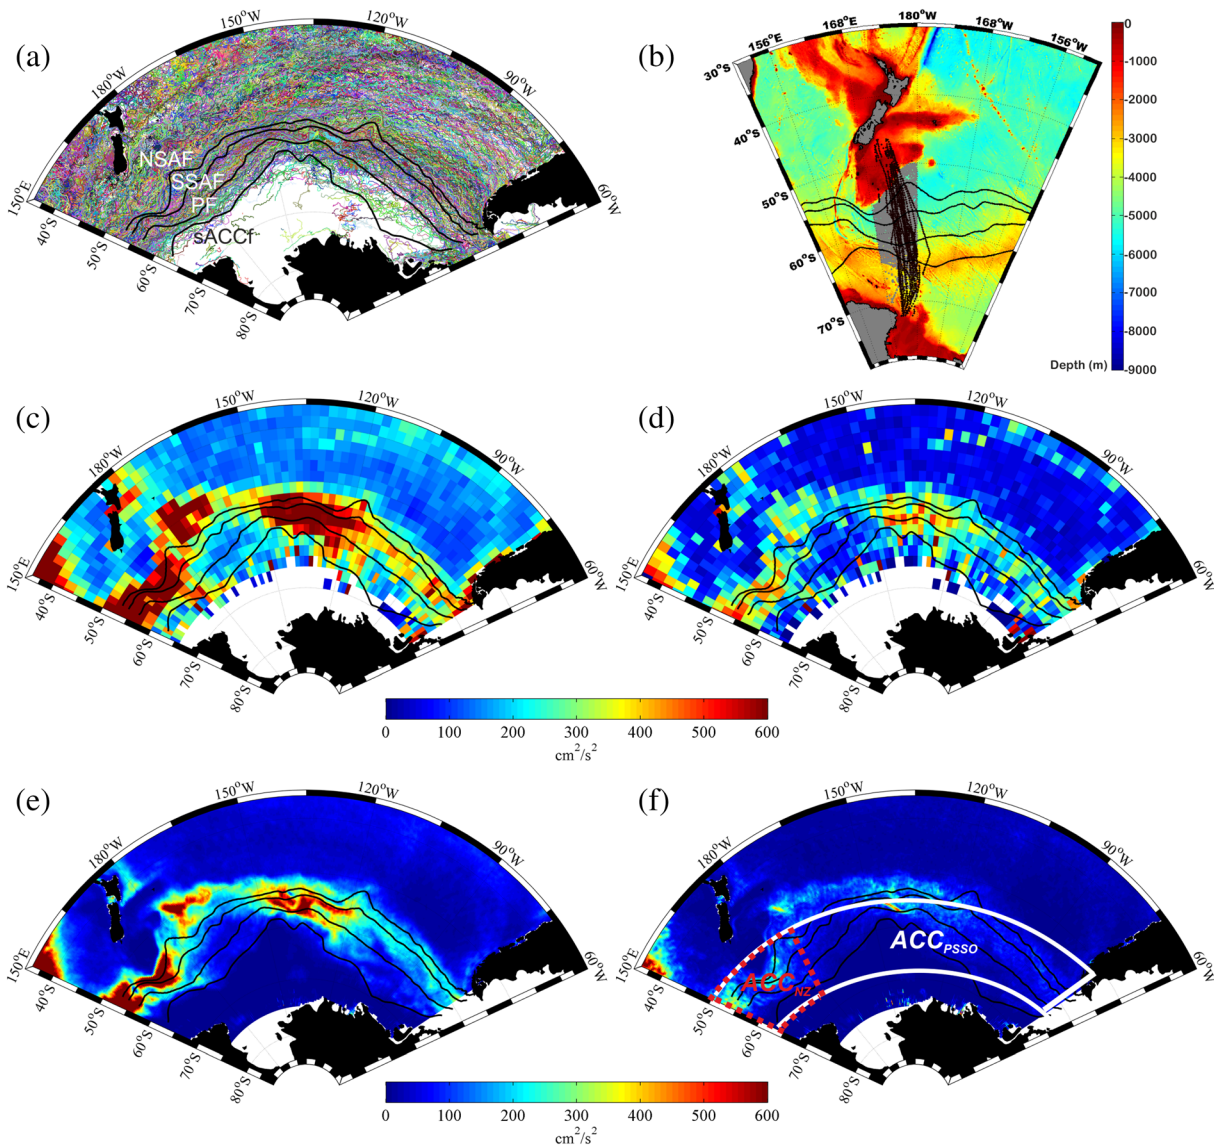 (a)
150°W
120°W
90°W
60°W
180°W
150°E
40°S
50°S
60°S
70°S
80°S
NSAF
SSAF
PF
sACCf
(b)
156°E
168°E
180°W
168°W
156°W
30°S
40°S
50°S
60°S
70°S
0
-1000
-2000
-3000
-4000
-5000
-6000
-7000
-8000
-9000
Depth (m)
(c)
150°W
120°W
90°W
60°W
180°W
150°E
40°S
50°S
60°S
70°S
80°S
(d)
150°W
120°W
90°W
60°W
180°W
150°E
40°S
50°S
60°S
70°S
80°S
0 100 200 300 400 500 600
cm²/s²
(e)
150°W
120°W
90°W
60°W
180°W
150°E
40°S
50°S
60°S
70°S
80°S
(f)
150°W
120°W
90°W
60°W
180°W
150°E
40°S
50°S
60°S
70°S
80°S
ACC_PSSO
ACC_NZ
0 100 200 300 400 500 600
cm²/s²